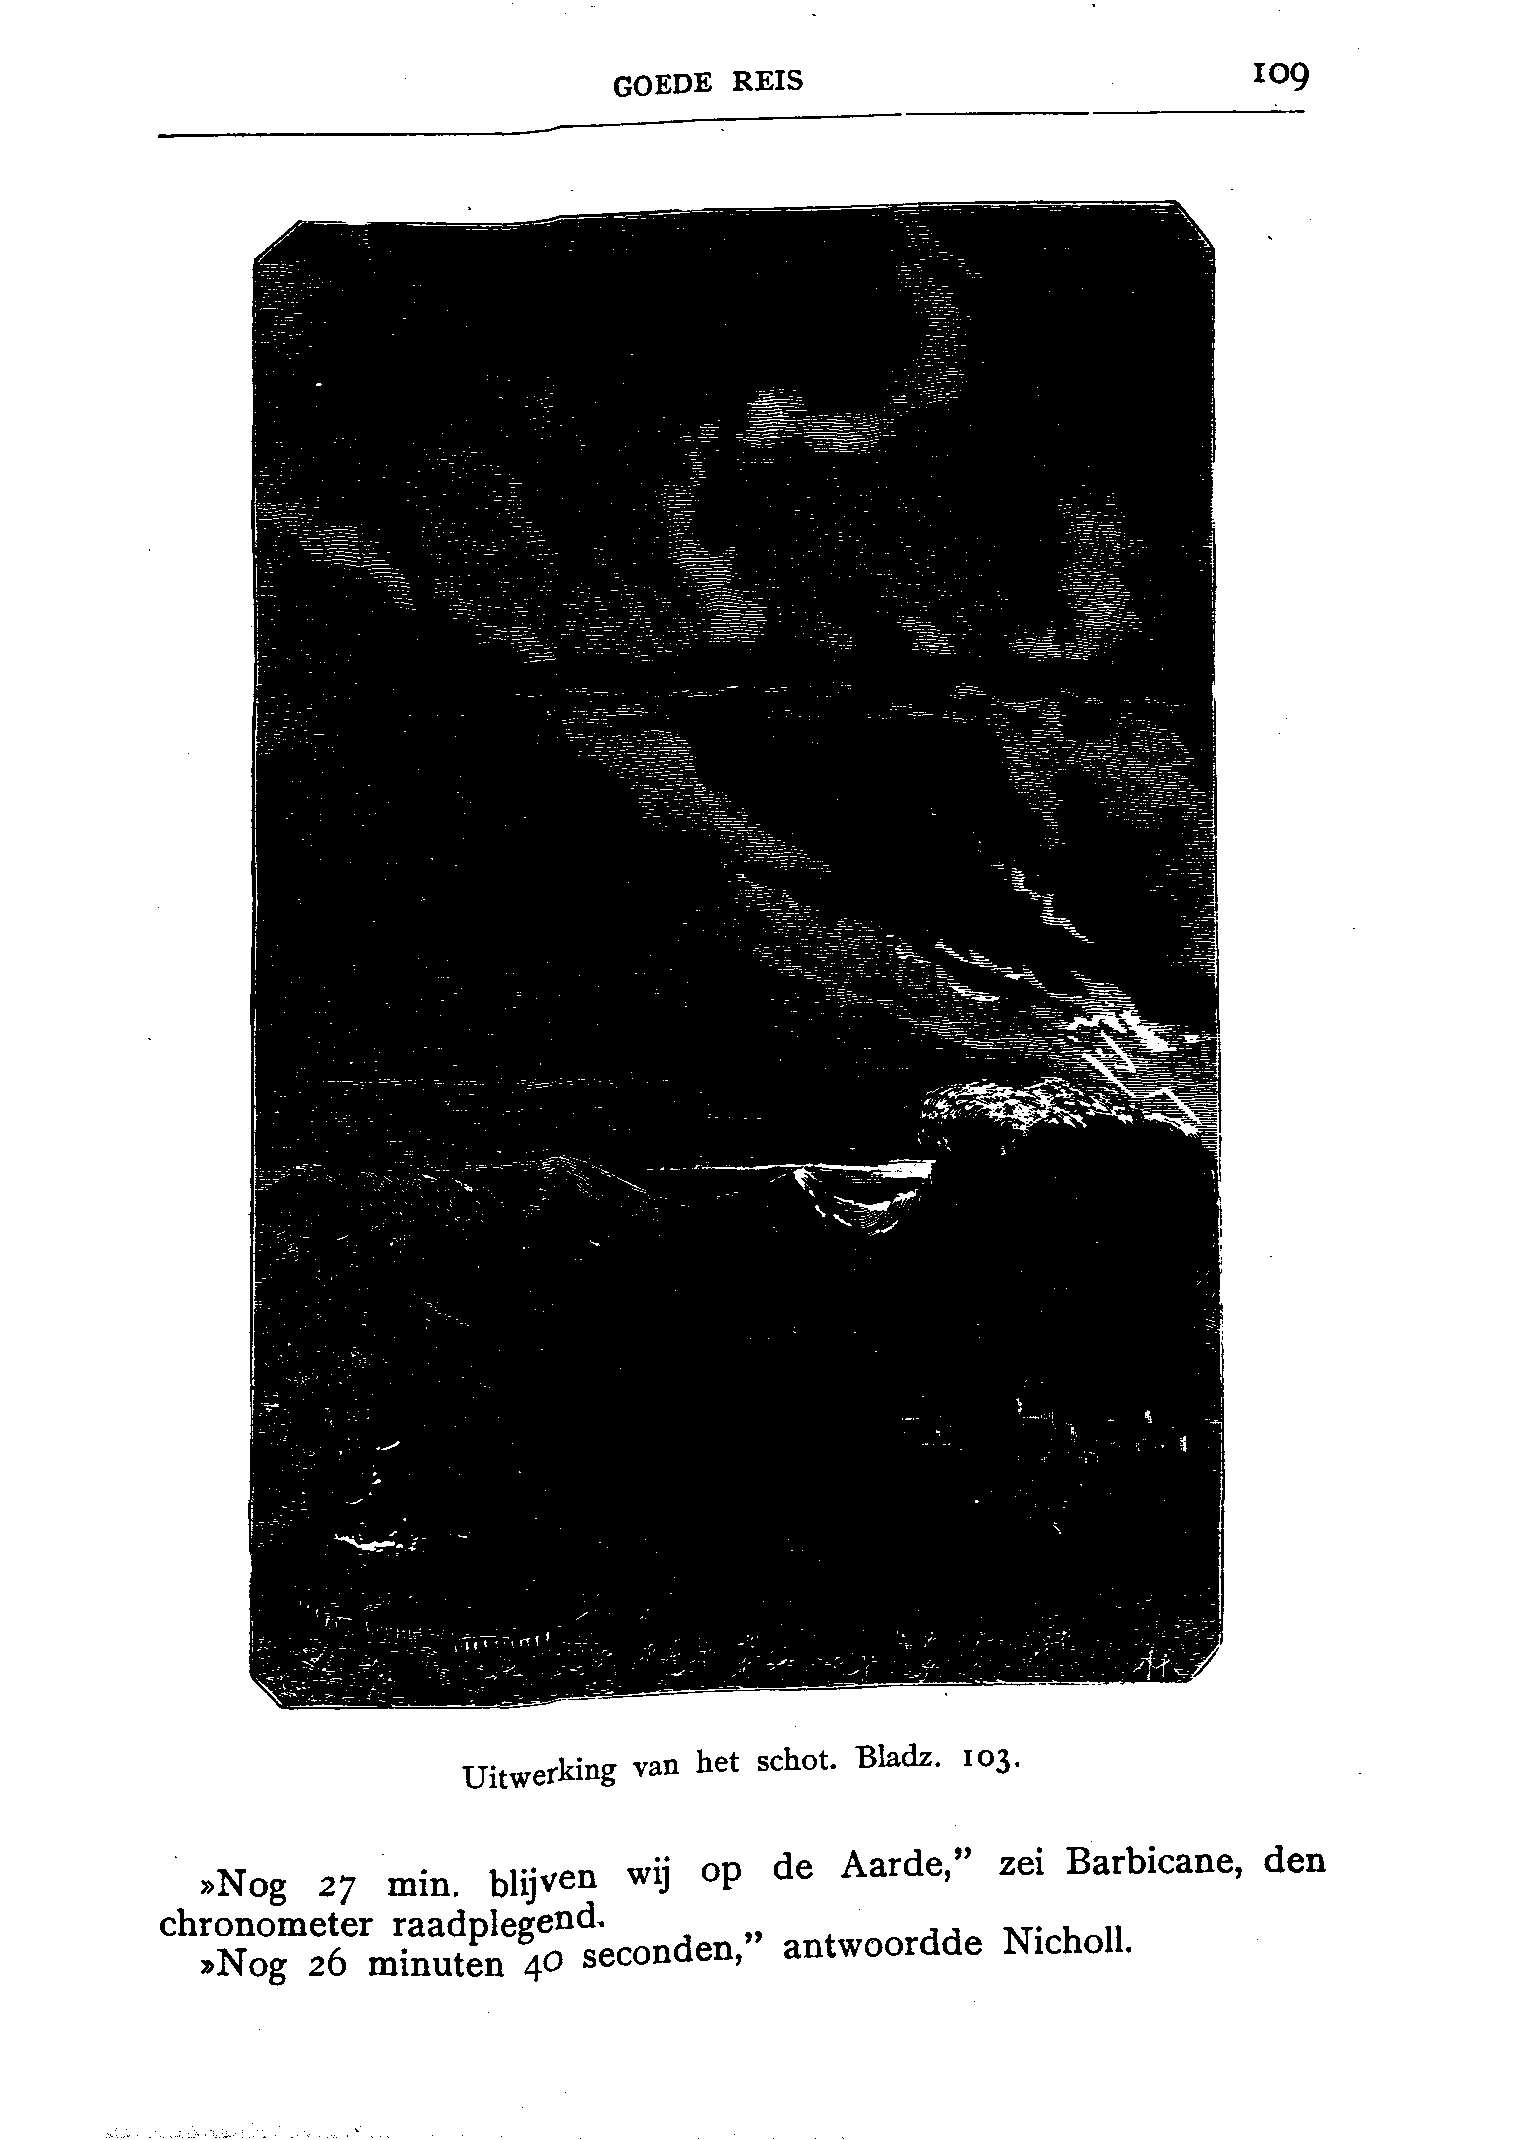 GOEDE REIS 109
Uitwerking van het schot. Bladz. 103.
»Nog 27 min. blijven wij op de Aarde,” zei Barbicane, den
chronometer raadplegend.
»Nog 26 minuten 40 seconden,” antwoordde Nicholl.